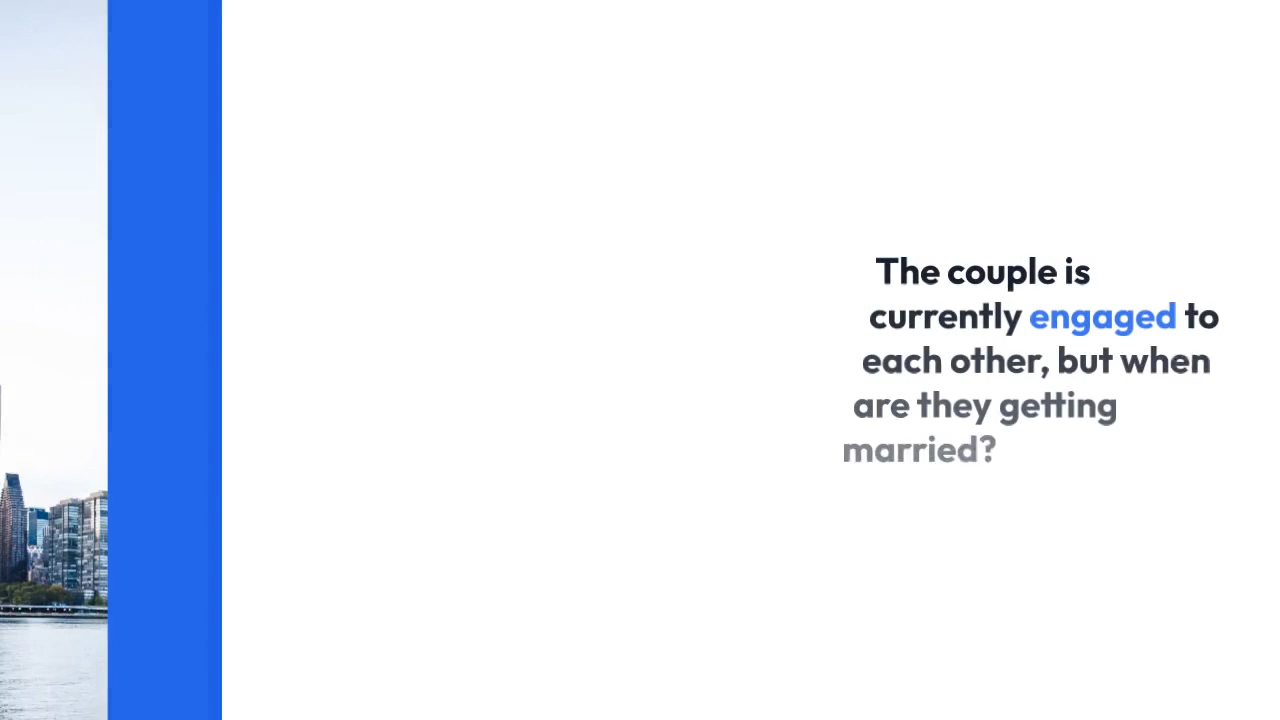 The couple is
currently engaged to
each other, but when
are they getting
married?